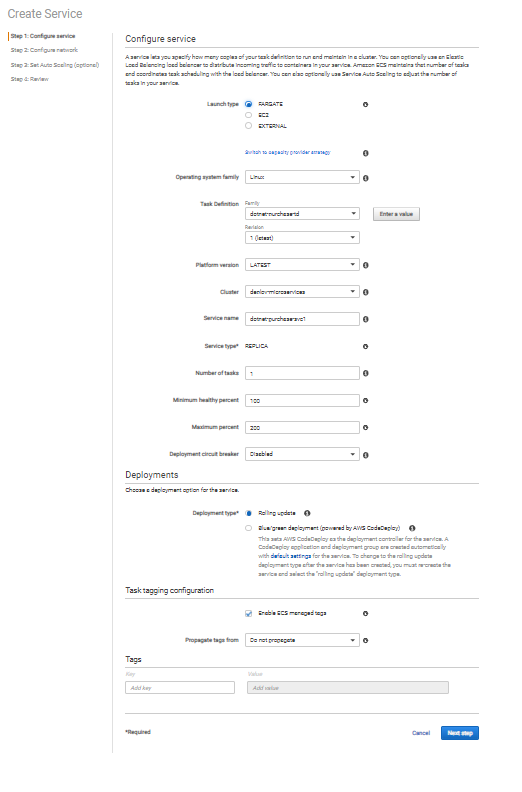 Create Service
Step 1: Configure service
Step 2: Configure network
Step 3: Set Auto Scaling (optional)
Step 4: Review
Configure service
A service lets you specify how many copies of your task definition to run and maintain in a cluster. You can optionally use an Elastic
Load Balancing load balancer to distribute incoming traffic to containers in your service. Amazon ECS maintains that number of tasks
and coordinates task scheduling with the load balancer. You can also optionally use Service Auto Scaling to adjust the number of
tasks in your service.
Launch type FARGATE
EC2
EXTERNAL
Switch to capacity provider strategy
Operating system family Linux
Task Definition Family
dotnet-purchase-td Enter a value
Revision
1 (latest)
Platform version LATEST
Cluster deploy-microservices
Service name
Service type* REPLICA
Number of tasks 1
Minimum healthy percent 100
Maximum percent 200
Deployment circuit breaker Disabled
Deployments
Choose a deployment option for the service.
Deployment type* Rolling update
Blue/green deployment (powered by AWS CodeDeploy)
This sets AWS CodeDeploy as the deployment controller for the service. A
CodeDeploy application and deployment group are created automatically
with default settings for the service. To change to the rolling update
deployment type after the service has been created, you must re-create the
service and select the "rolling update" deployment type.
Task tagging configuration
Enable ECS managed tags
Propagate tags from Do not propagate
Tags
Key Value
Add key Add value
*Required Cancel Next step